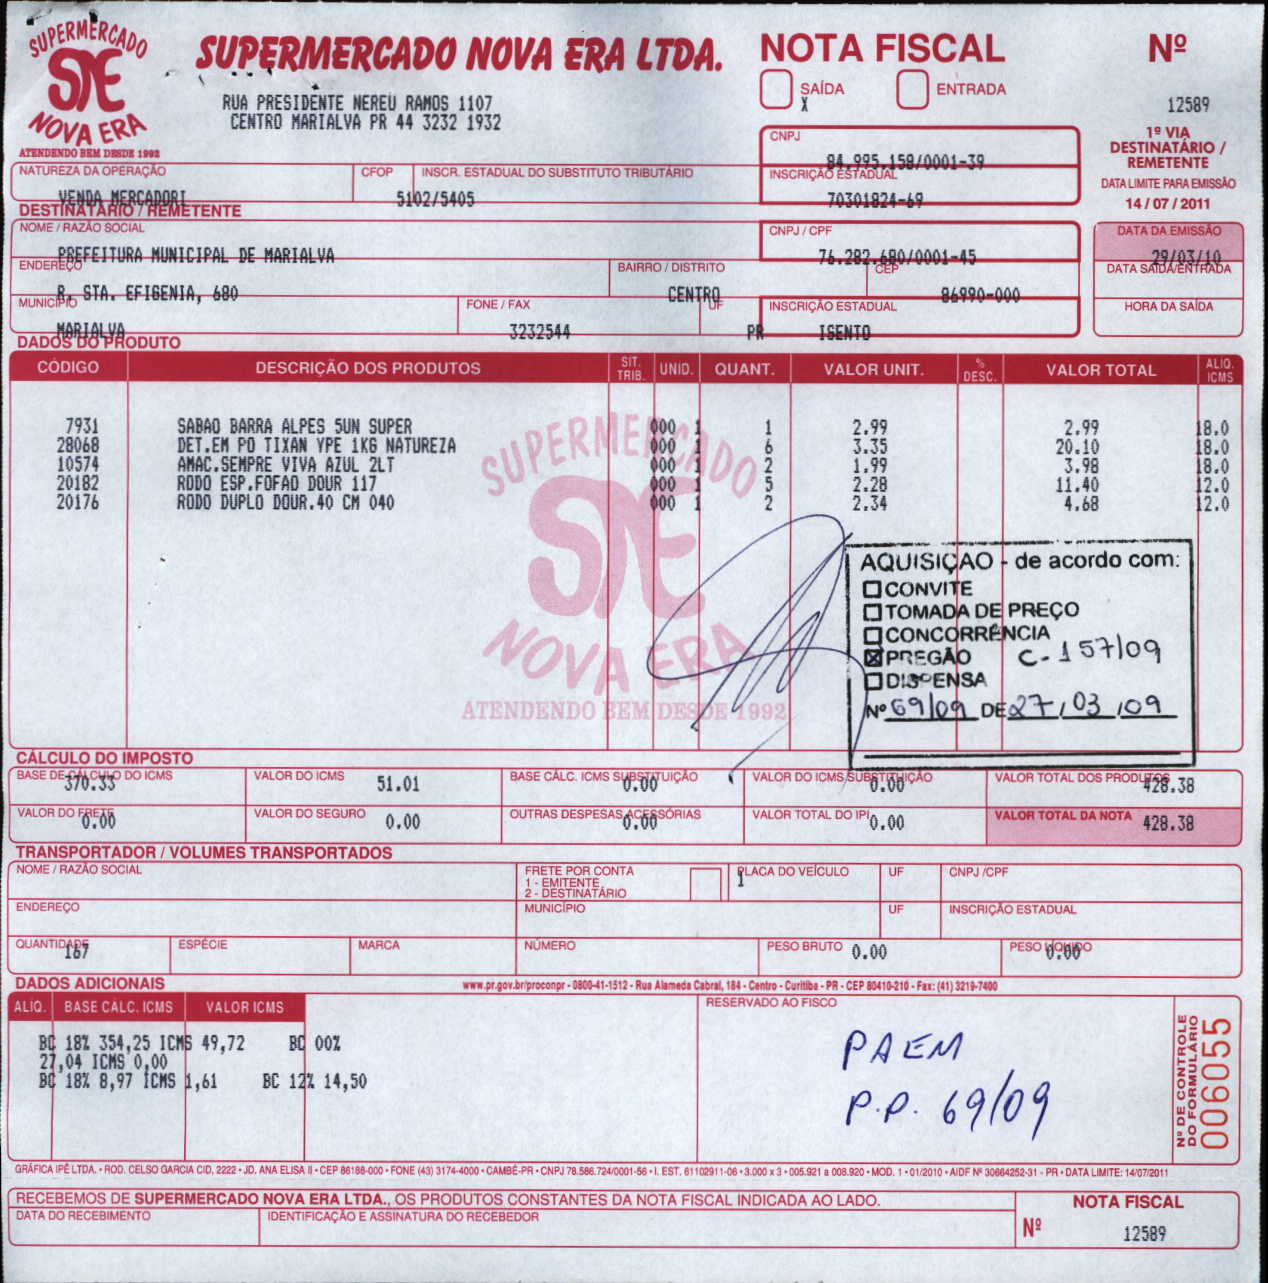 SUPERMERCADO
SNE
NOVA ERA
ATENDENDO BEM DESDE 1992
SUPERMERCADO NOVA ERA LTDA.
RUA PRESIDENTE NEREU RAMOS 1107
CENTRO MARIALVA PR 44 3232 1932
NOTA FISCAL
Nº
SAÍDA
X
ENTRADA
12589
1ª VIA
DESTINATÁRIO /
REMETENTE
DATA LIMITE PARA EMISSÃO
14 / 07 / 2011
CNPJ
84.995.158/0001-39
NATUREZA DA OPERAÇÃO
VENDA MERCADORI
CFOP
5102/5405
INSCR. ESTADUAL DO SUBSTITUTO TRIBUTÁRIO
INSCRIÇÃO ESTADUAL
70301824-69
DESTINATÁRIO / REMETENTE
NOME / RAZÃO SOCIAL
PREFEITURA MUNICIPAL DE MARIALVA
CNPJ / CPF
76.282.680/0001-45
DATA DA EMISSÃO
29/03/10
ENDEREÇO
R. STA. EFIGENIA, 680
BAIRRO / DISTRITO
CENTRO
CEP
86990-000
DATA SAÍDA/ENTRADA
MUNICÍPIO
MARIALVA
FONE / FAX
3232544
UF
PR
INSCRIÇÃO ESTADUAL
ISENTO
HORA DA SAÍDA
DADOS DO PRODUTO
CÓDIGO DESCRIÇÃO DOS PRODUTOS SIT. TRIB. UNID. QUANT. VALOR UNIT. % DESC. VALOR TOTAL ALIQ. ICMS
7931 SABAO BARRA ALPES 5UN SUPER 000 1 1 2.99 2.99 18.0
28068 DET.EM PO TIXAN YPE 1KG NATUREZA 000 1 6 3.35 20.10 18.0
10574 AMAC.SEMPRE VIVA AZUL 2LT 000 1 2 1.99 3.98 18.0
20182 RODO ESP.FOFAO DOUR 117 000 1 5 2.28 11.40 12.0
20176 RODO DUPLO DOUR.40 CM 040 000 1 2 2.34 4.68 12.0
SUPERMERCADO
SNE
NOVA ERA
ATENDENDO BEM DESDE 1992
AQUISIÇAO - de acordo com:
CONVITE
TOMADA DE PREÇO
CONCORRÊNCIA
PREGÃO C-157/09
DISPENSA
Nº 69/09 DE 27/03/09
CÁLCULO DO IMPOSTO
BASE DE CÁLCULO DO ICMS
370.33
VALOR DO ICMS
51.01
BASE CÁLC. ICMS SUBSTITUIÇÃO
0.00
VALOR DO ICMS SUBSTITUIÇÃO
0.00
VALOR TOTAL DOS PRODUTOS
428.38
VALOR DO FRETE
0.00
VALOR DO SEGURO
0.00
OUTRAS DESPESAS ACESSÓRIAS
0.00
VALOR TOTAL DO IPI
0.00
VALOR TOTAL DA NOTA
428.38
TRANSPORTADOR / VOLUMES TRANSPORTADOS
NOME / RAZÃO SOCIAL
FRETE POR CONTA
1 - EMITENTE
2 - DESTINATÁRIO
1
PLACA DO VEÍCULO
UF
CNPJ /CPF
ENDEREÇO
MUNICÍPIO
UF
INSCRIÇÃO ESTADUAL
QUANTIDADE
167
ESPÉCIE
MARCA
NÚMERO
PESO BRUTO
0.00
PESO LÍQUIDO
0.00
DADOS ADICIONAIS
www.pr.gov.br/proconpr - 0800-41-1512 - Rua Alameda Cabral, 184 - Centro - Curitiba - PR - CEP 80410-210 - Fax: (41) 3219-7400
ALÍQ. BASE CÁLC. ICMS VALOR ICMS
RESERVADO AO FISCO
BC 18% 354,25 ICMS 49,72 BC 00%
27,04 ICMS 0,00
BC 18% 8,97 ICMS 1,61 BC 12% 14,50
PAEM
P.P. 69/09
Nº DE CONTROLE
DO FORMULÁRIO
006055
GRÁFICA IPÊ LTDA. • ROD. CELSO GARCIA CID, 2222 • JD. ANA ELISA II • CEP 86188-000 • FONE (43) 3174-4000 • CAMBÉ-PR • CNPJ 78.586.724/0001-56 • I. EST. 61102911-06 • 3.000 x 3 • 005.921 a 008.920 • MOD. 1 • 01/2010 • AIDF Nº 30664252-31 - PR • DATA LIMITE: 14/07/2011
RECEBEMOS DE SUPERMERCADO NOVA ERA LTDA., OS PRODUTOS CONSTANTES DA NOTA FISCAL INDICADA AO LADO.
NOTA FISCAL
DATA DO RECEBIMENTO
IDENTIFICAÇÃO E ASSINATURA DO RECEBEDOR
Nº
12589